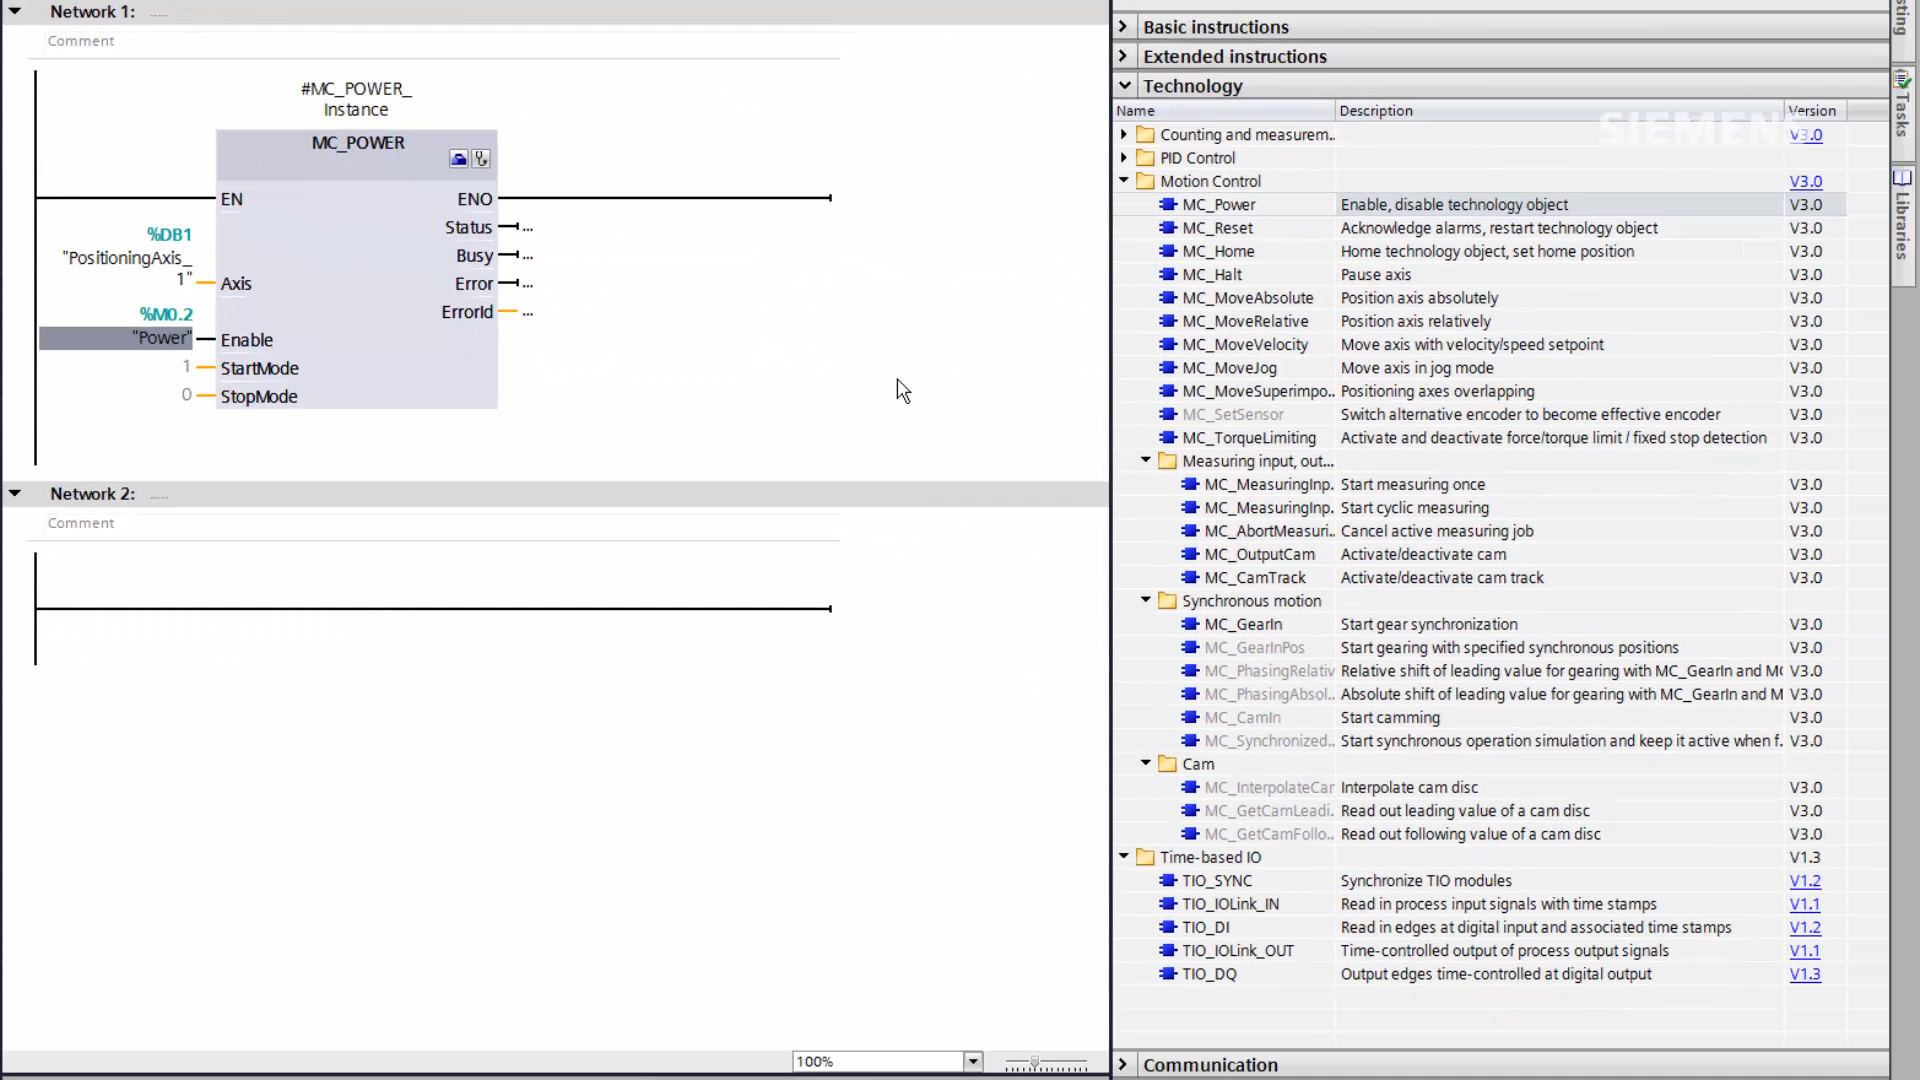 Network 1: .....
Comment
#MC_POWER_
Instance
MC_POWER
EN
ENO
Status
...
Busy
...
Error
...
ErrorId
...
%DB1
"PositioningAxis_
1"
Axis
%M0.2
"Power"
Enable
1
StartMode
0
StopMode
Network 2: .....
Comment
100%
Basic instructions
Extended instructions
Technology
Name Description Version
SIEMEN
Counting and measurem.. V3.0
PID Control
Motion Control V3.0
MC_Power Enable, disable technology object V3.0
MC_Reset Acknowledge alarms, restart technology object V3.0
MC_Home Home technology object, set home position V3.0
MC_Halt Pause axis V3.0
MC_MoveAbsolute Position axis absolutely V3.0
MC_MoveRelative Position axis relatively V3.0
MC_MoveVelocity Move axis with velocity/speed setpoint V3.0
MC_MoveJog Move axis in jog mode V3.0
MC_MoveSuperimpo.. Positioning axes overlapping V3.0
MC_SetSensor Switch alternative encoder to become effective encoder V3.0
MC_TorqueLimiting Activate and deactivate force/torque limit / fixed stop detection V3.0
Measuring input, out...
MC_MeasuringInp. Start measuring once V3.0
MC_MeasuringInp. Start cyclic measuring V3.0
MC_AbortMeasuri.. Cancel active measuring job V3.0
MC_OutputCam Activate/deactivate cam V3.0
MC_CamTrack Activate/deactivate cam track V3.0
Synchronous motion
MC_GearIn Start gear synchronization V3.0
MC_GearInPos Start gearing with specified synchronous positions V3.0
MC_PhasingRelativ Relative shift of leading value for gearing with MC_GearIn and MC V3.0
MC_PhasingAbsol.. Absolute shift of leading value for gearing with MC_GearIn and M V3.0
MC_CamIn Start camming V3.0
MC_Synchronized.. Start synchronous operation simulation and keep it active when f. V3.0
Cam
MC_InterpolateCar Interpolate cam disc V3.0
MC_GetCamLeadi. Read out leading value of a cam disc V3.0
MC_GetCamFollo.. Read out following value of a cam disc V3.0
Time-based IO V1.3
TIO_SYNC Synchronize TIO modules V1.2
TIO_IOLink_IN Read in process input signals with time stamps V1.1
TIO_DI Read in edges at digital input and associated time stamps V1.2
TIO_IOLink_OUT Time-controlled output of process output signals V1.1
TIO_DQ Output edges time-controlled at digital output V1.3
Communication
sting
Tasks
Libraries